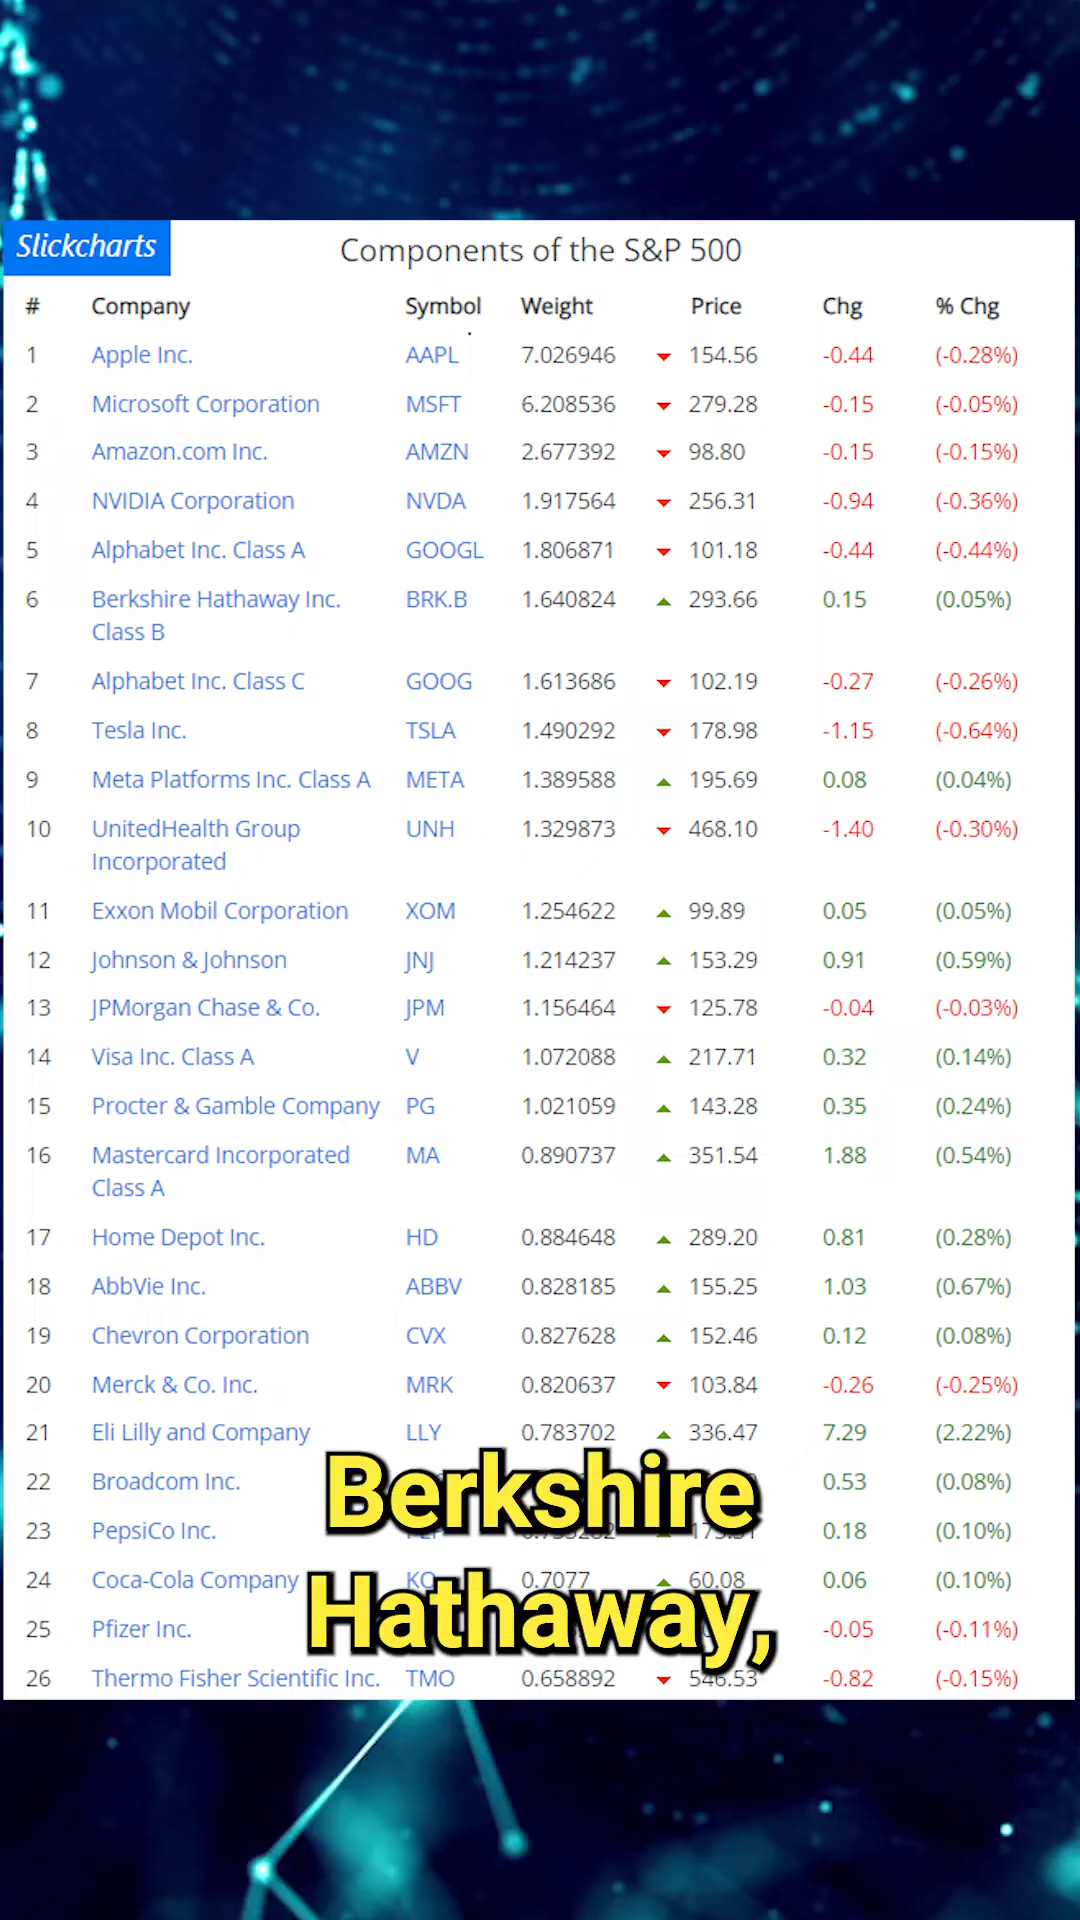 Slickcharts
Components of the S&P 500
# Company Symbol Weight Price Chg % Chg
1 Apple Inc. AAPL 7.026946 154.56 -0.44 (-0.28%)
2 Microsoft Corporation MSFT 6.208536 279.28 -0.15 (-0.05%)
3 Amazon.com Inc. AMZN 2.677392 98.80 -0.15 (-0.15%)
4 NVIDIA Corporation NVDA 1.917564 256.31 -0.94 (-0.36%)
5 Alphabet Inc. Class A GOOGL 1.806871 101.18 -0.44 (-0.44%)
6 Berkshire Hathaway Inc. BRK.B 1.640824 293.66 0.15 (0.05%)
Class B
7 Alphabet Inc. Class C GOOG 1.613686 102.19 -0.27 (-0.26%)
8 Tesla Inc. TSLA 1.490292 178.98 -1.15 (-0.64%)
9 Meta Platforms Inc. Class A META 1.389588 195.69 0.08 (0.04%)
10 UnitedHealth Group UNH 1.329873 468.10 -1.40 (-0.30%)
Incorporated
11 Exxon Mobil Corporation XOM 1.254622 99.89 0.05 (0.05%)
12 Johnson & Johnson JNJ 1.214237 153.29 0.91 (0.59%)
13 JPMorgan Chase & Co. JPM 1.156464 125.78 -0.04 (-0.03%)
14 Visa Inc. Class A V 1.072088 217.71 0.32 (0.14%)
15 Procter & Gamble Company PG 1.021059 143.28 0.35 (0.24%)
16 Mastercard Incorporated MA 0.890737 351.54 1.88 (0.54%)
Class A
17 Home Depot Inc. HD 0.884648 289.20 0.81 (0.28%)
18 AbbVie Inc. ABBV 0.828185 155.25 1.03 (0.67%)
19 Chevron Corporation CVX 0.827628 152.46 0.12 (0.08%)
20 Merck & Co. Inc. MRK 0.820637 103.84 -0.26 (-0.25%)
21 Eli Lilly and Company LLY 0.783702 336.47 7.29 (2.22%)
22 Broadcom Inc. 0.53 (0.08%)
23 PepsiCo Inc. 0.18 (0.10%)
24 Coca-Cola Company KO 0.7077 60.08 0.06 (0.10%)
25 Pfizer Inc. -0.05 (-0.11%)
26 Thermo Fisher Scientific Inc. TMO 0.658892 546.53 -0.82 (-0.15%)
Berkshire
Hathaway,